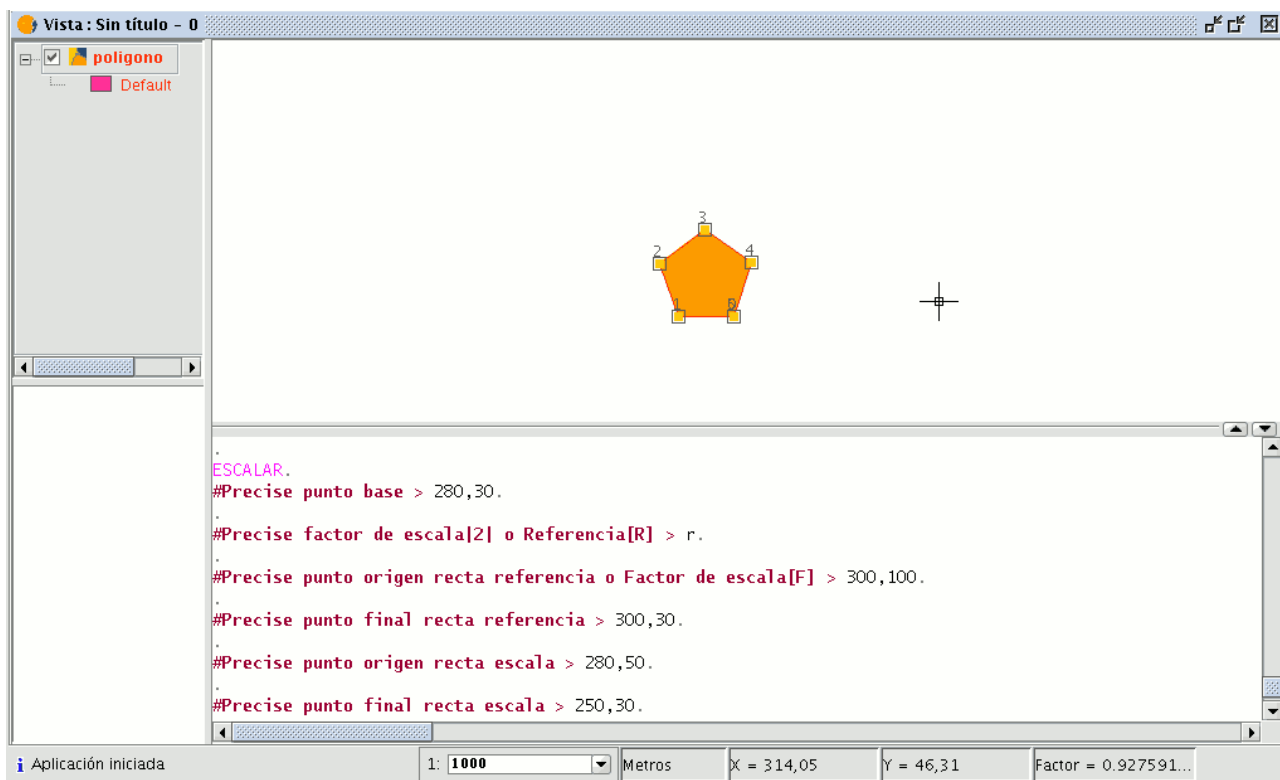 Vista : Sin título - 0
poligono
Default
3
2
4
1
ESCALAR.
#Precise punto base > 280,30.
.
#Precise factor de escala|2| o Referencia[R] > r.
.
#Precise punto origen recta referencia o Factor de escala[F] > 300,100.
.
#Precise punto final recta referencia > 300,30.
.
#Precise punto origen recta escala > 280,50.
.
#Precise punto final recta escala > 250,30.
i Aplicación iniciada
1: 1000
Metros
X = 314,05
Y = 46,31
Factor = 0.927591...